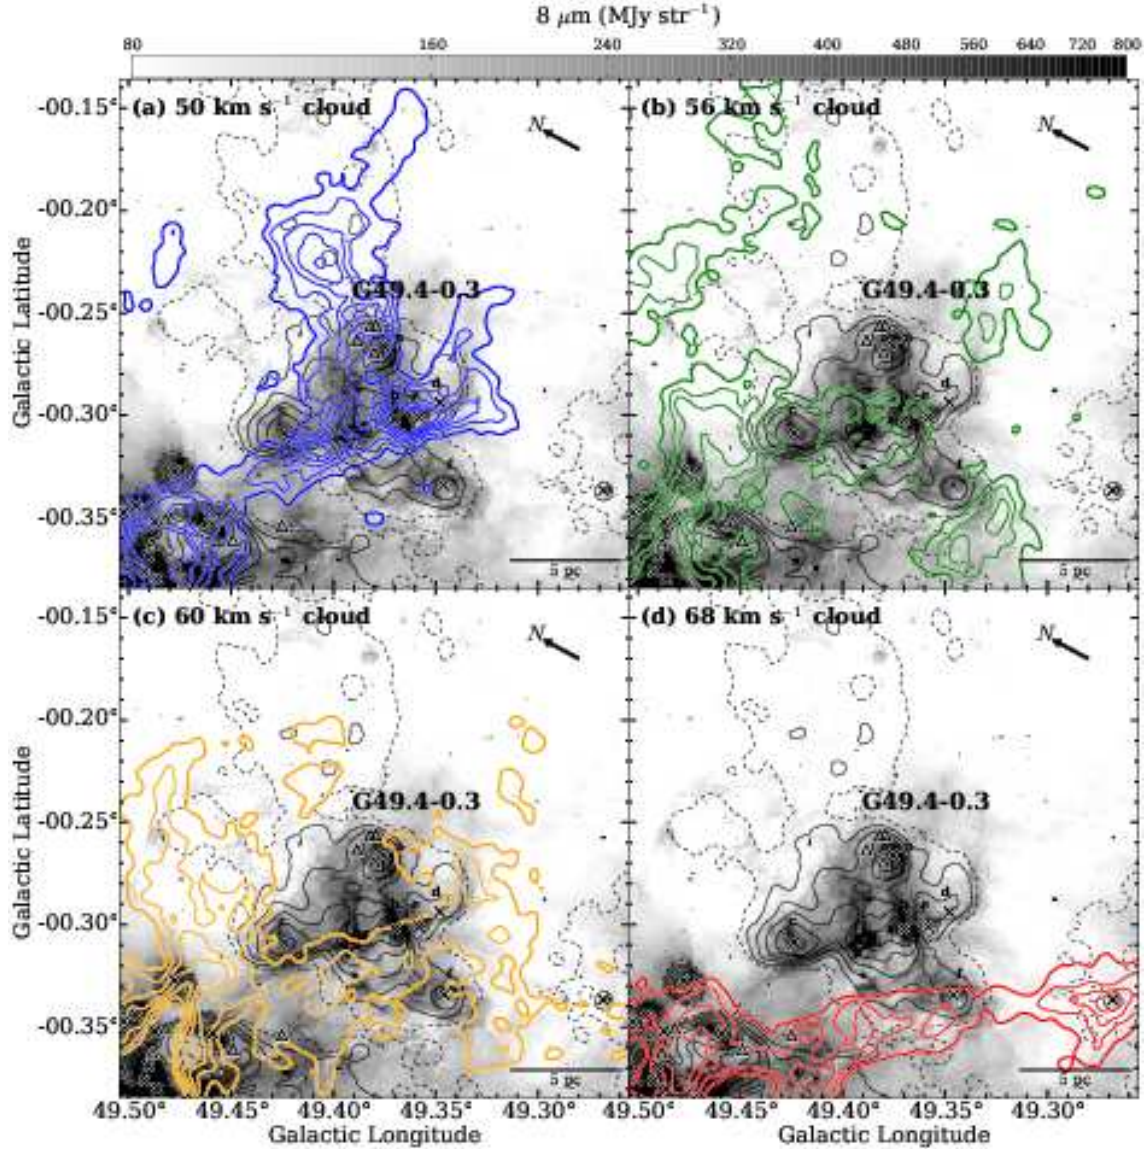 8 μm (MJy str⁻¹)
80 160 240 320 400 480 560 640 720 800
(a) 50 km s⁻¹ cloud
(b) 56 km s⁻¹ cloud
N
N
-00.15°
-00.20°
-00.25°
-00.30°
-00.35°
Galactic Latitude
G49.4-0.3
G49.4-0.3
d
d
5 pc
5 pc
(c) 60 km s⁻¹ cloud
(d) 68 km s⁻¹ cloud
N
N
-00.15°
-00.20°
-00.25°
-00.30°
-00.35°
Galactic Latitude
G49.4-0.3
G49.4-0.3
d
d
5 pc
5 pc
49.50° 49.45° 49.40° 49.35° 49.30°
49.50° 49.45° 49.40° 49.35° 49.30°
Galactic Longitude
Galactic Longitude